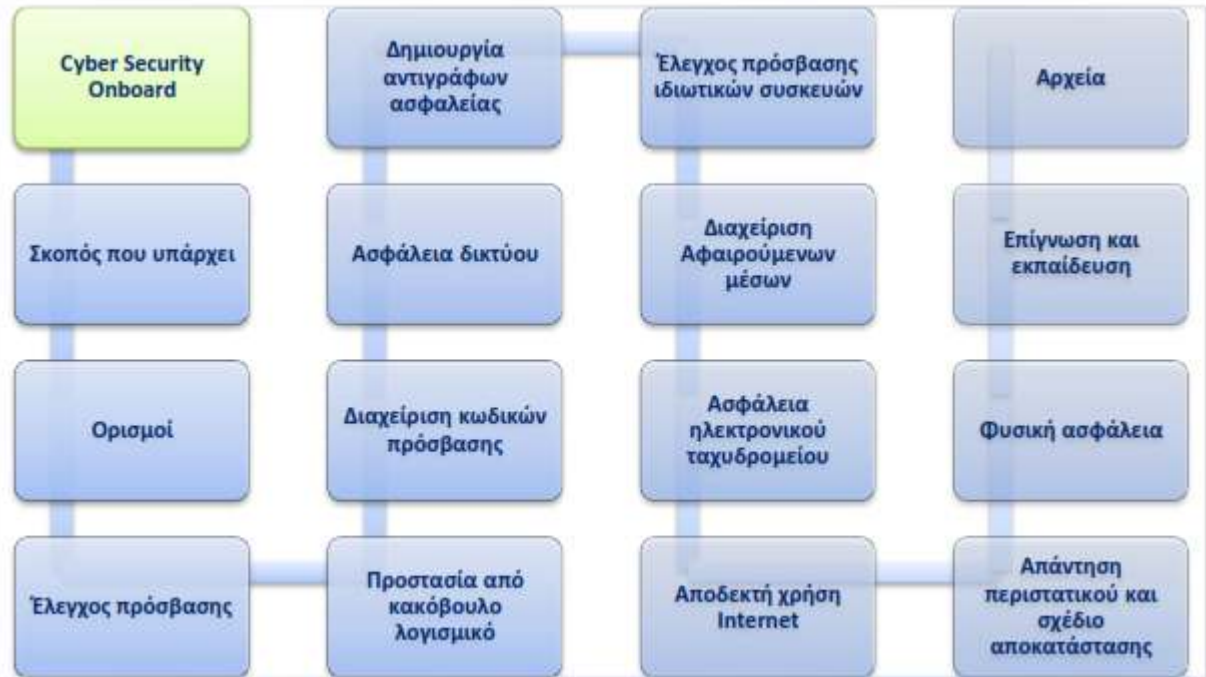 Cyber Security
Onboard
Σκοπός που υπάρχει
Ορισμοί
Έλεγχος πρόσβασης
Προστασία από
κακόβουλο
λογισμικό
Διαχείριση κωδικών
πρόσβασης
Ασφάλεια δικτύου
Δημιουργία
αντιγράφων
ασφαλείας
Έλεγχος πρόσβασης
ιδιωτικών συσκευών
Διαχείριση
Αφαιρούμενων
μέσων
Ασφάλεια
ηλεκτρονικού
ταχυδρομείου
Αποδεκτή χρήση
Internet
Απάντηση
περιστατικού και
σχέδιο
αποκατάστασης
Φυσική ασφάλεια
Επίγνωση και
εκπαίδευση
Αρχεία